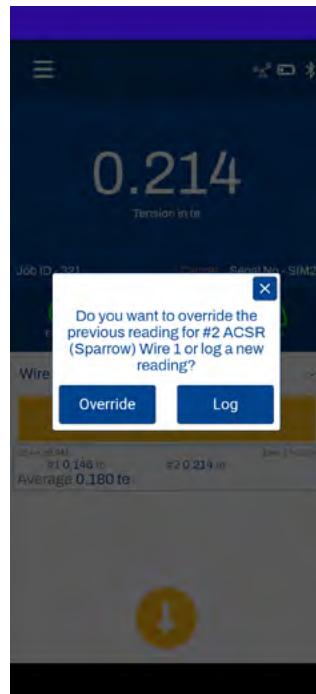 0.214
Tension in te
Job ID - 321
Serial No - SIM2
Do you want to override the
previous reading for #2 ACSR
(Sparrow) Wire 1 or log a new
reading?
Override Log
Wire
#1 0.146 te #2 0.214 te
Average 0.180 te